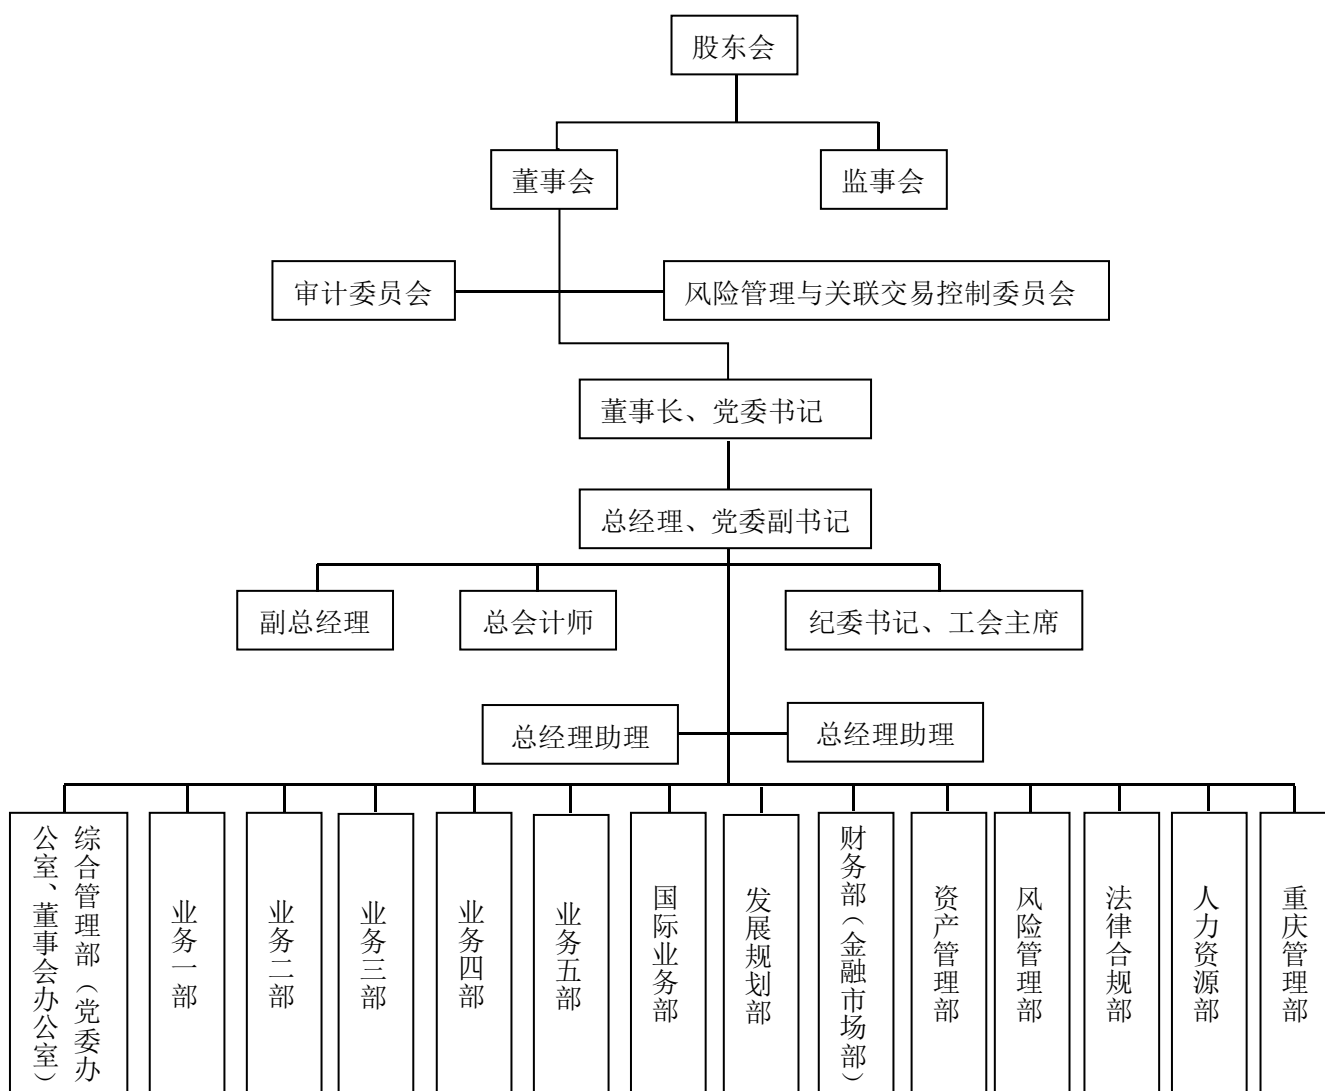 股东会
董事会
监事会
审计委员会
风险管理与关联交易控制委员会
董事长、党委书记
总经理、党委副书记
副总经理
总会计师
纪委书记、工会主席
总经理助理
总经理助理
综合管理部（党委办
公室、董事会办公室）
业务一部
业务二部
业务三部
业务四部
业务五部
国际业务部
发展规划部
财务部（金融市场部）
资产管理部
风险管理部
法律合规部
人力资源部
重庆管理部